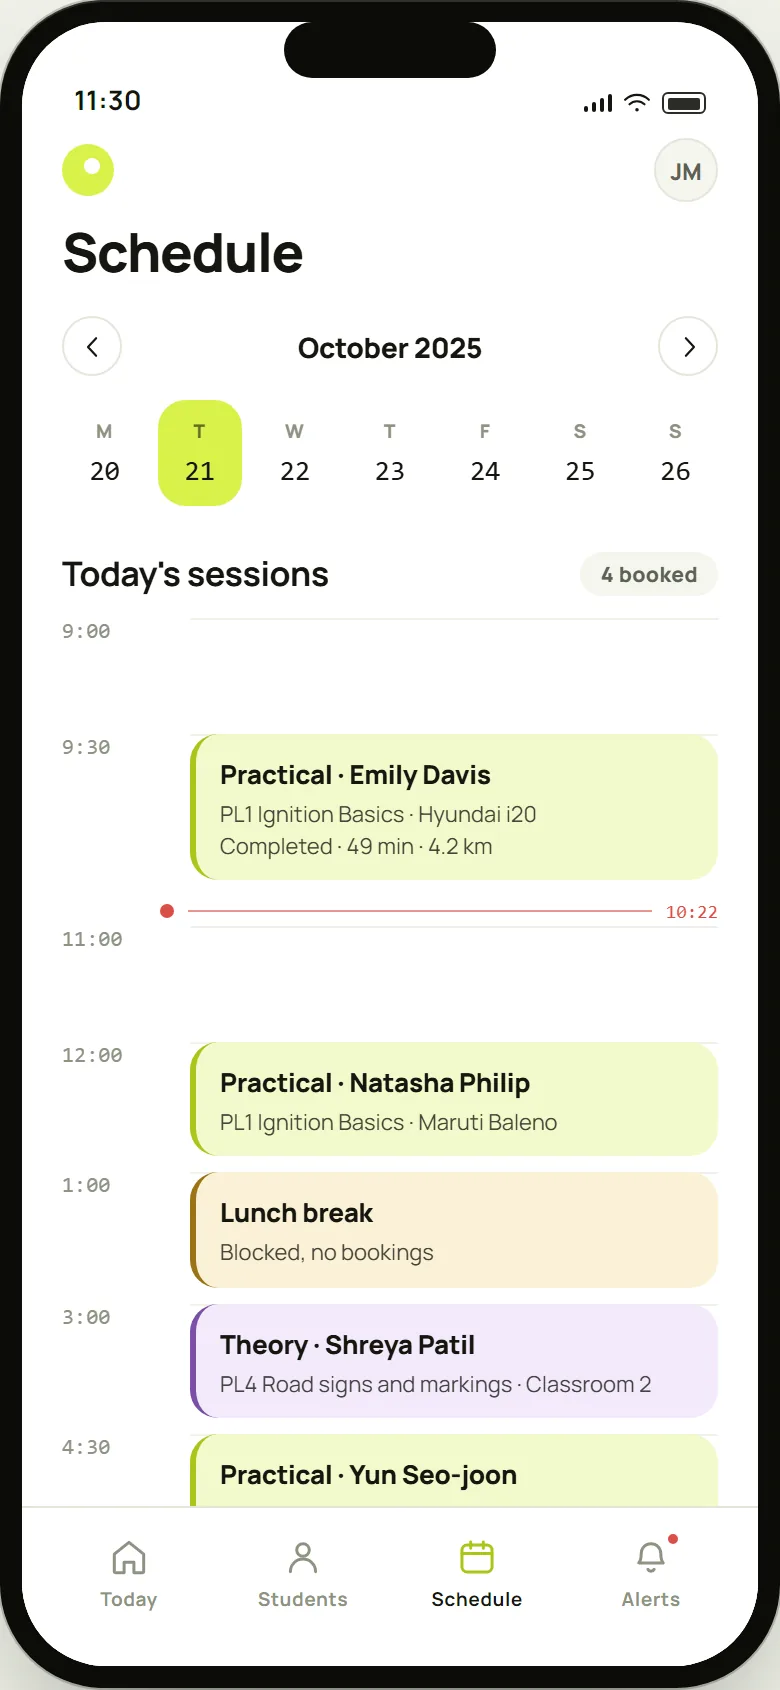 11:30
JM
Schedule
October 2025
M T W T F S S
20 21 22 23 24 25 26
Today's sessions
4 booked
9:00
9:30
Practical · Emily Davis
PL1 Ignition Basics · Hyundai i20
Completed · 49 min · 4.2 km
10:22
11:00
12:00
Practical · Natasha Philip
PL1 Ignition Basics · Maruti Baleno
1:00
Lunch break
Blocked, no bookings
3:00
Theory · Shreya Patil
PL4 Road signs and markings · Classroom 2
4:30
Practical · Yun Seo-joon
Today Students Schedule Alerts